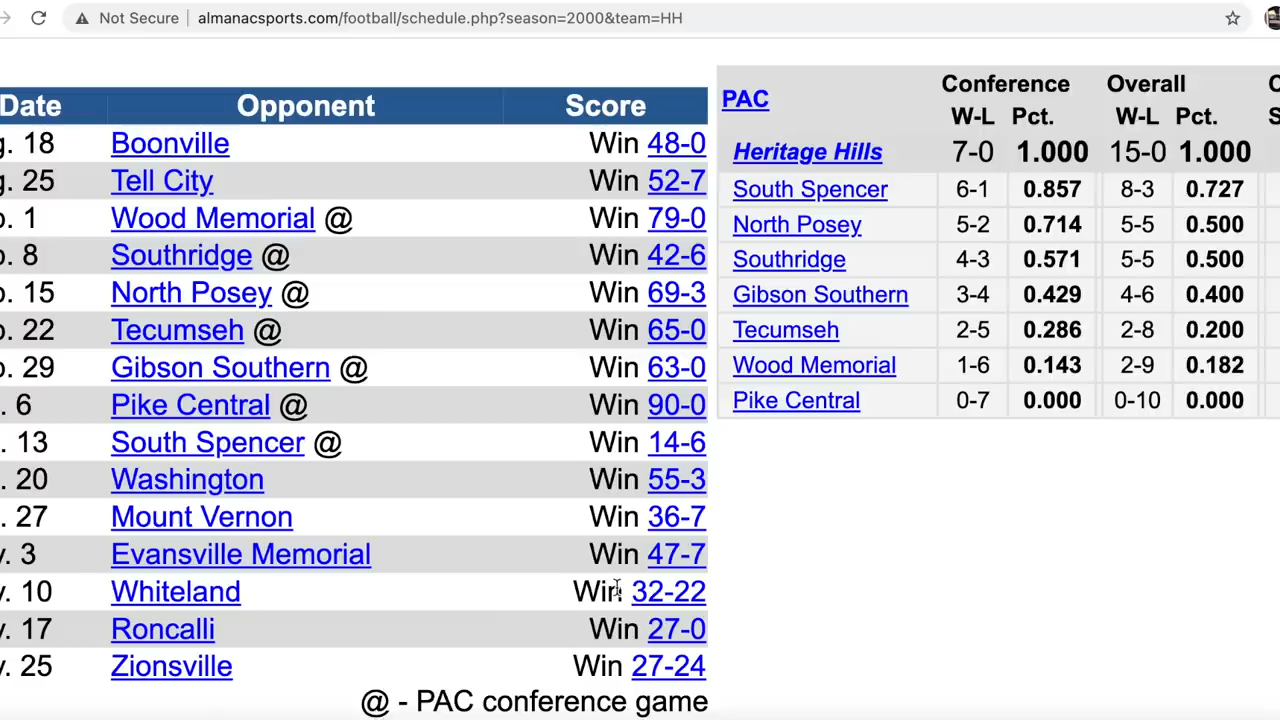 Not Secure almanacsports.com/football/schedule.php?season=2000&team=HH
Date Opponent Score
g. 18 Boonville Win 48-0
g. 25 Tell City Win 52-7
o. 1 Wood Memorial @ Win 79-0
o. 8 Southridge @ Win 42-6
o. 15 North Posey @ Win 69-3
o. 22 Tecumseh @ Win 65-0
o. 29 Gibson Southern @ Win 63-0
. 6 Pike Central @ Win 90-0
. 13 South Spencer @ Win 14-6
. 20 Washington Win 55-3
. 27 Mount Vernon Win 36-7
v. 3 Evansville Memorial Win 47-7
v. 10 Whiteland Win 32-22
v. 17 Roncalli Win 27-0
v. 25 Zionsville Win 27-24
@ - PAC conference game
Conference Overall
PAC W-L Pct. W-L Pct.
Heritage Hills 7-0 1.000 15-0 1.000
South Spencer 6-1 0.857 8-3 0.727
North Posey 5-2 0.714 5-5 0.500
Southridge 4-3 0.571 5-5 0.500
Gibson Southern 3-4 0.429 4-6 0.400
Tecumseh 2-5 0.286 2-8 0.200
Wood Memorial 1-6 0.143 2-9 0.182
Pike Central 0-7 0.000 0-10 0.000